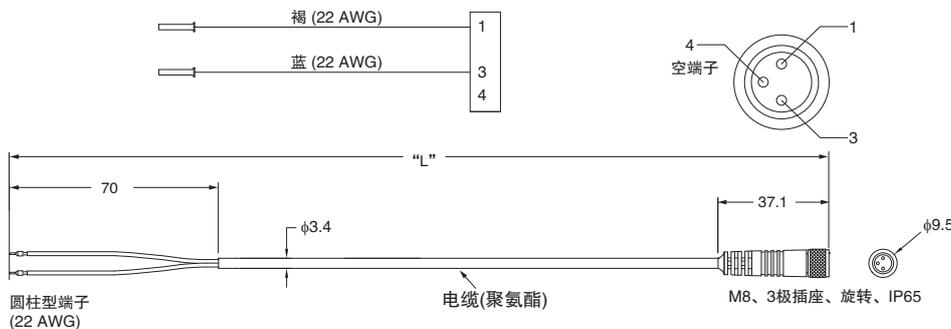 褐 (22 AWG)
1
蓝 (22 AWG)
3
4
1
4
空端子
3
“L”
70
37.1
ϕ3.4
ϕ9.5
圆柱型端子
(22 AWG)
电缆(聚氨酯)
M8、3极插座、旋转、IP65